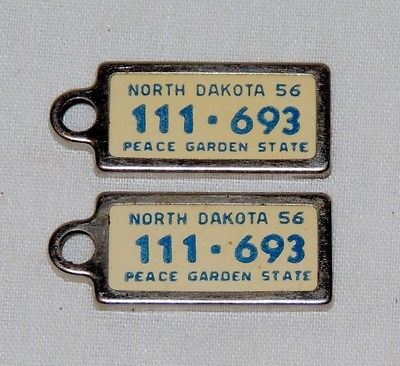 NORTH DAKOTA 56
111·693
PEACE GARDEN STATE
NORTH DAKOTA 56
111·693
PEACE GARDEN STATE